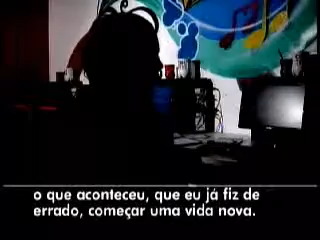 o que aconteceu, que eu já fiz de
errado, começar uma vida nova.